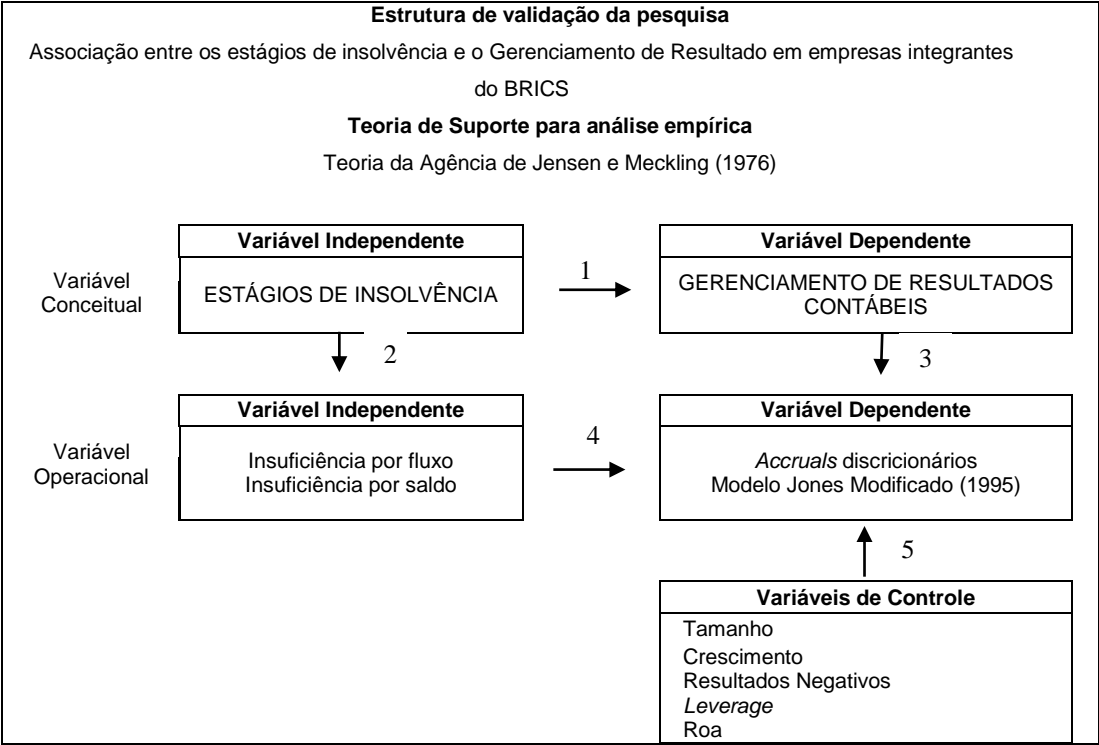 Estrutura de validação da pesquisa
Associação entre os estágios de insolvência e o Gerenciamento de Resultado em empresas integrantes
do BRICS
Teoria de Suporte para análise empírica
Teoria da Agência de Jensen e Meckling (1976)
Variável Independente
Variável Dependente
Variável
Conceitual
ESTÁGIOS DE INSOLVÊNCIA
1
GERENCIAMENTO DE RESULTADOS
CONTÁBEIS
2
3
Variável Independente
Variável Dependente
Variável
Operacional
Insuficiência por fluxo
Insuficiência por saldo
4
Accruals discricionários
Modelo Jones Modificado (1995)
5
Variáveis de Controle
Tamanho
Crescimento
Resultados Negativos
Leverage
Roa